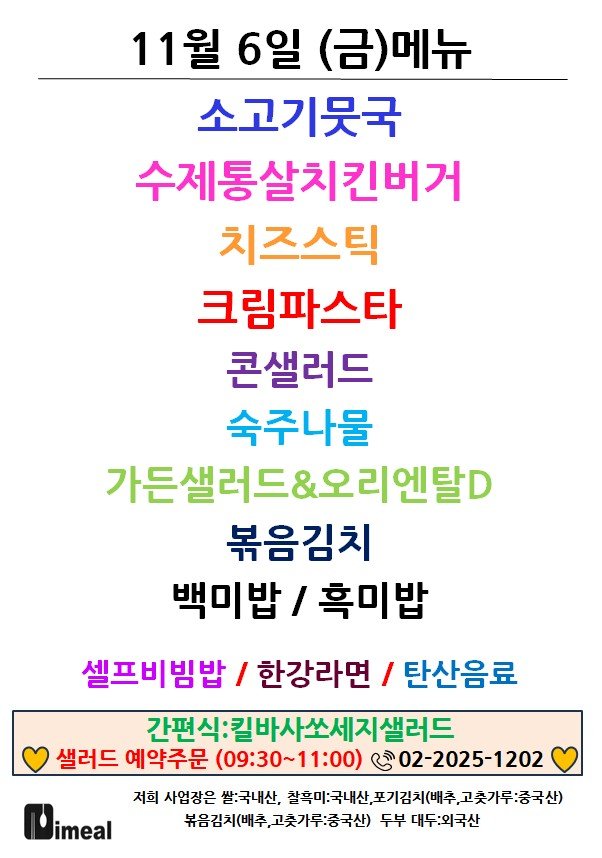 11월 6일 (금)메뉴
소고기뭇국
수제통살치킨버거
치즈스틱
크림파스타
콘샐러드
숙주나물
가든샐러드&오리엔탈D
볶음김치
백미밥 / 흑미밥
셀프비빔밥 / 한강라면 / 탄산음료
간편식:킬바사쏘세지샐러드
샐러드 예약주문 (09:30~11:00) 02-2025-1202
저희 사업장은 쌀:국내산, 찰흑미:국내산,포기김치(배추,고춧가루:중국산)
볶음김치(배추,고춧가루:중국산) 두부 대두:외국산
Dimeal